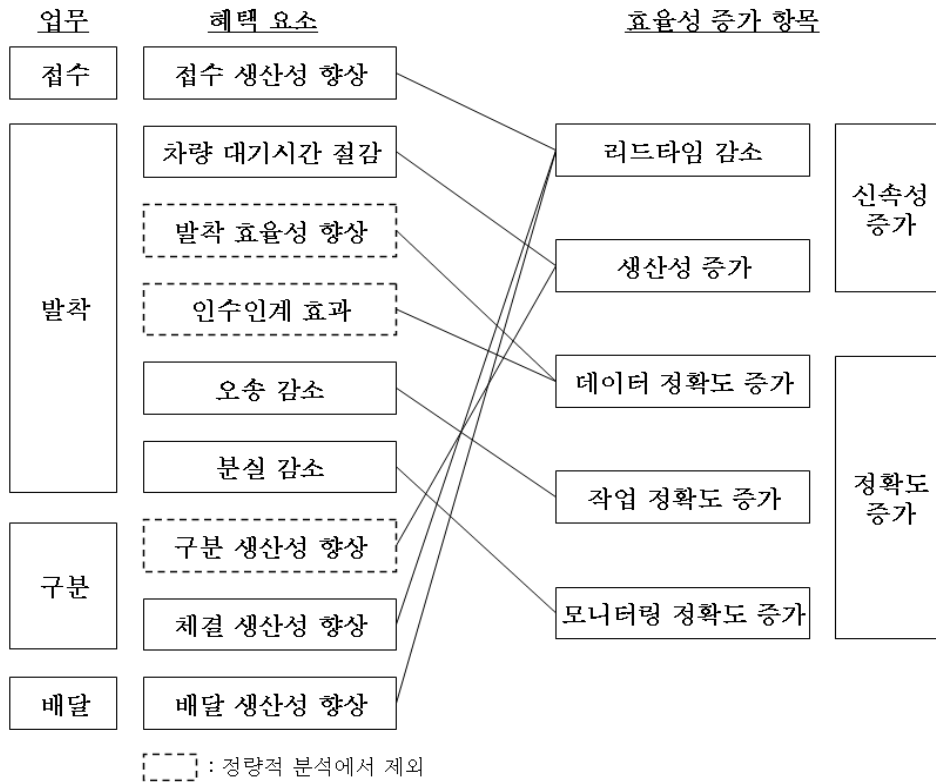 업무 혜택 요소 효율성 증가 항목
접수 접수 생산성 향상
발착 차량 대기시간 절감
발착 효율성 향상
인수인계 효과
오송 감소
분실 감소
구분 구분 생산성 향상
체결 생산성 향상
배달 배달 생산성 향상
리드타임 감소
생산성 증가
데이터 정확도 증가
작업 정확도 증가
모니터링 정확도 증가
신속성
증가
정확도
증가
: 정량적 분석에서 제외